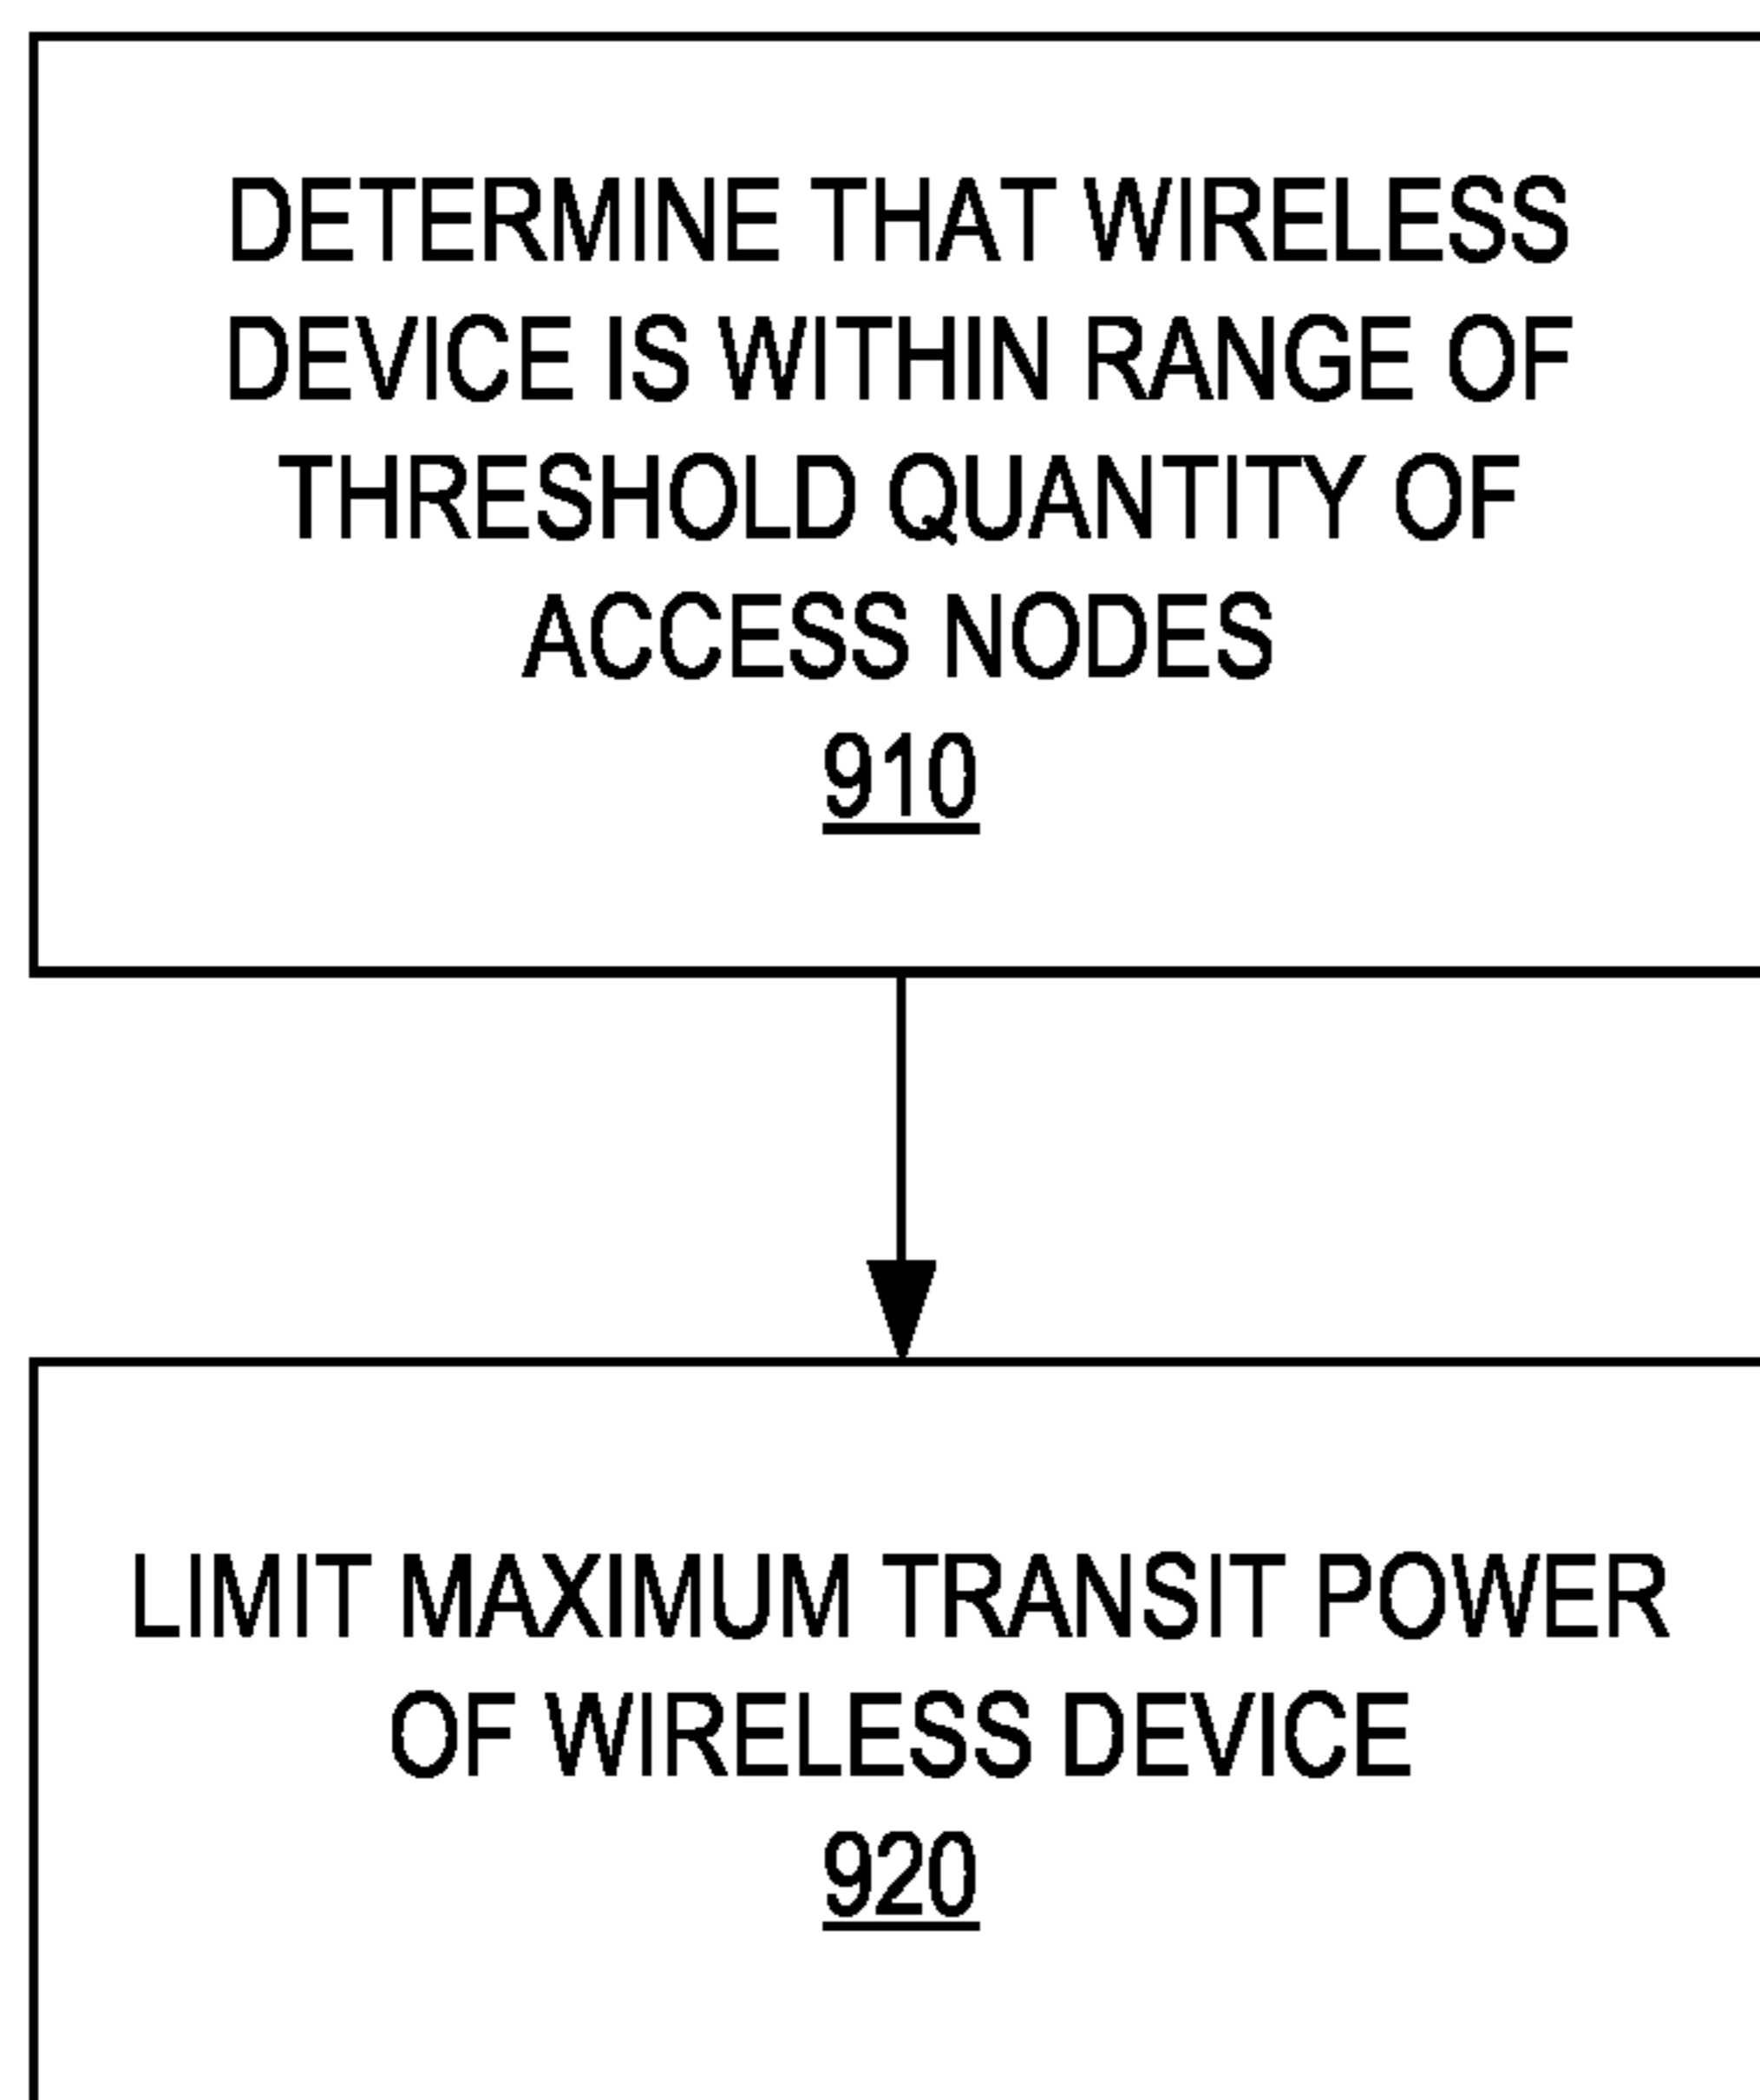 DETERMINE THAT WIRELESS
DEVICE IS WITHIN RANGE OF
THRESHOLD QUANTITY OF
ACCESS NODES
910
LIMIT MAXIMUM TRANSIT POWER
OF WIRELESS DEVICE
920